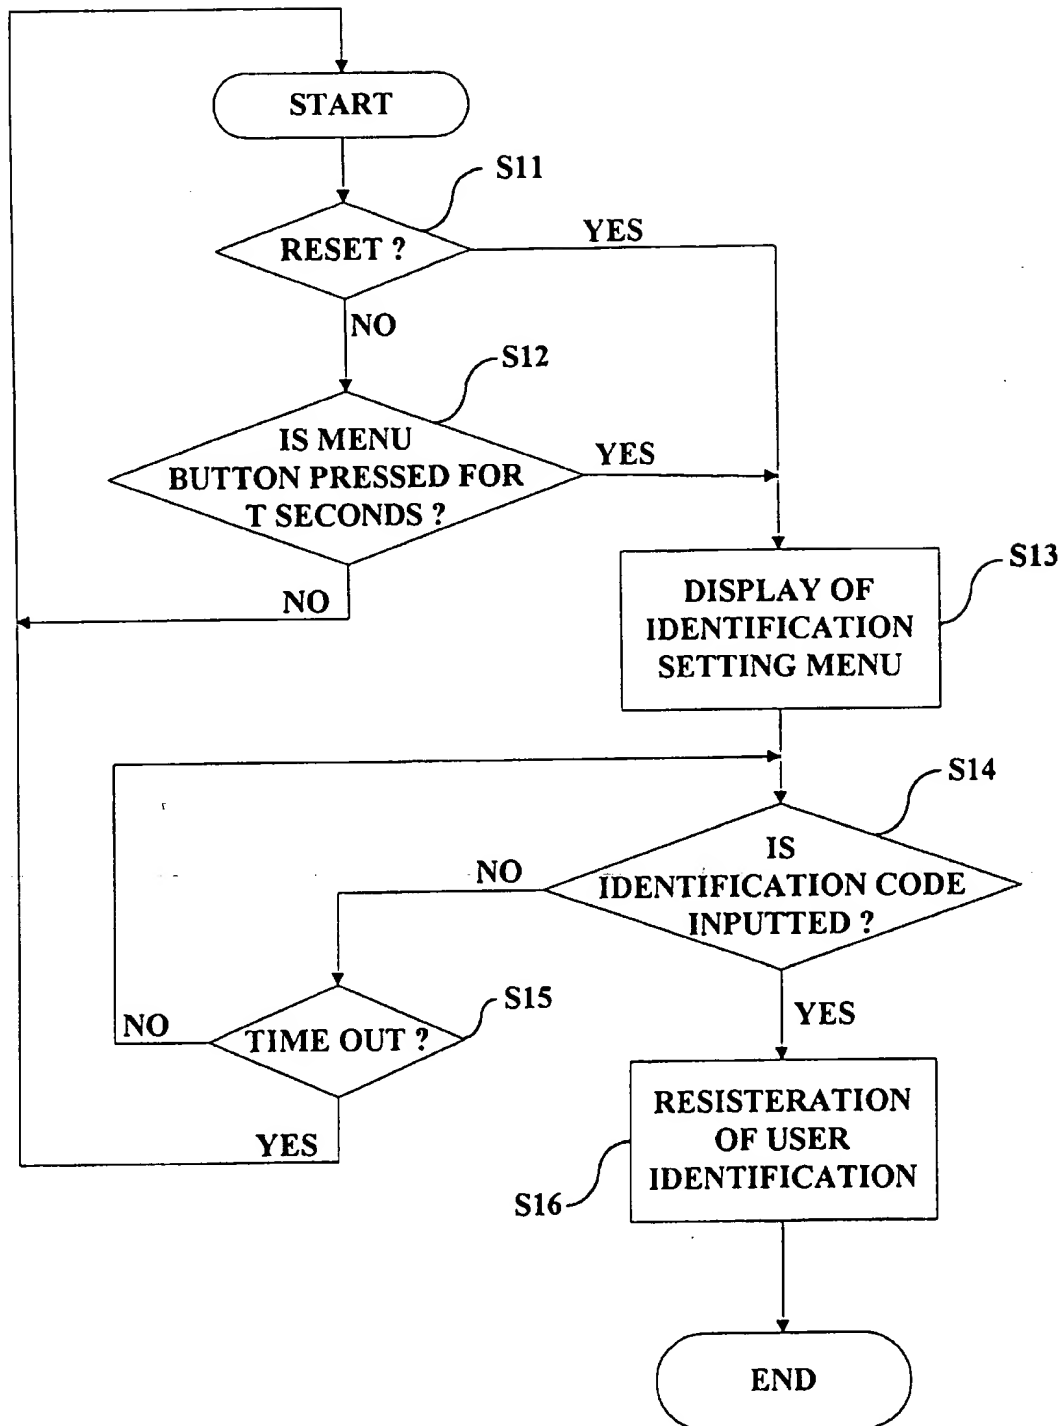 START
S11
RESET ?
YES
NO
S12
IS MENU
BUTTON PRESSED FOR
T SECONDS ?
YES
NO
S13
DISPLAY OF
IDENTIFICATION
SETTING MENU
S14
IS
IDENTIFICATION CODE
INPUTTED ?
NO
YES
S15
TIME OUT ?
NO
YES
RESISTERATION
OF USER
IDENTIFICATION
S16
END